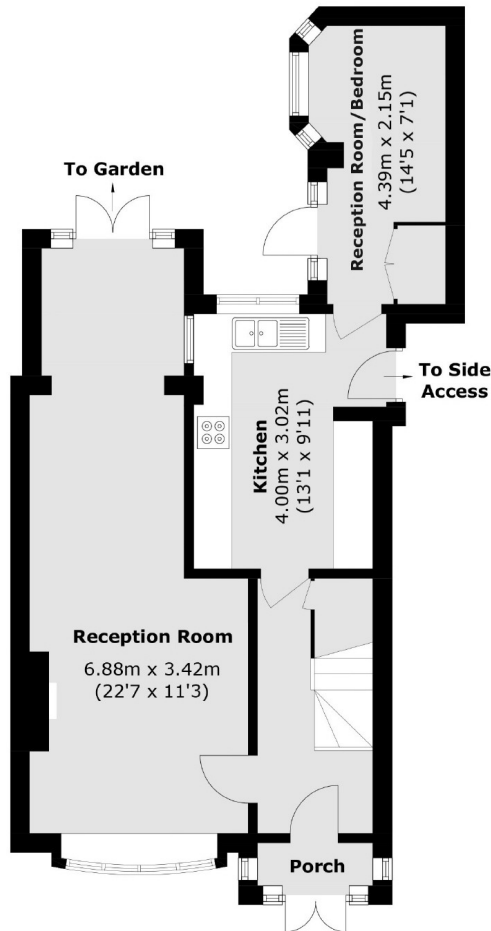 To Garden
Reception Room/Bedroom
4.39m x 2.15m
(14'5 x 7'1)
To Side
Access
Kitchen
4.00m x 3.02m
(13'1 x 9'11)
Reception Room
6.88m x 3.42m
(22'7 x 11'3)
Porch